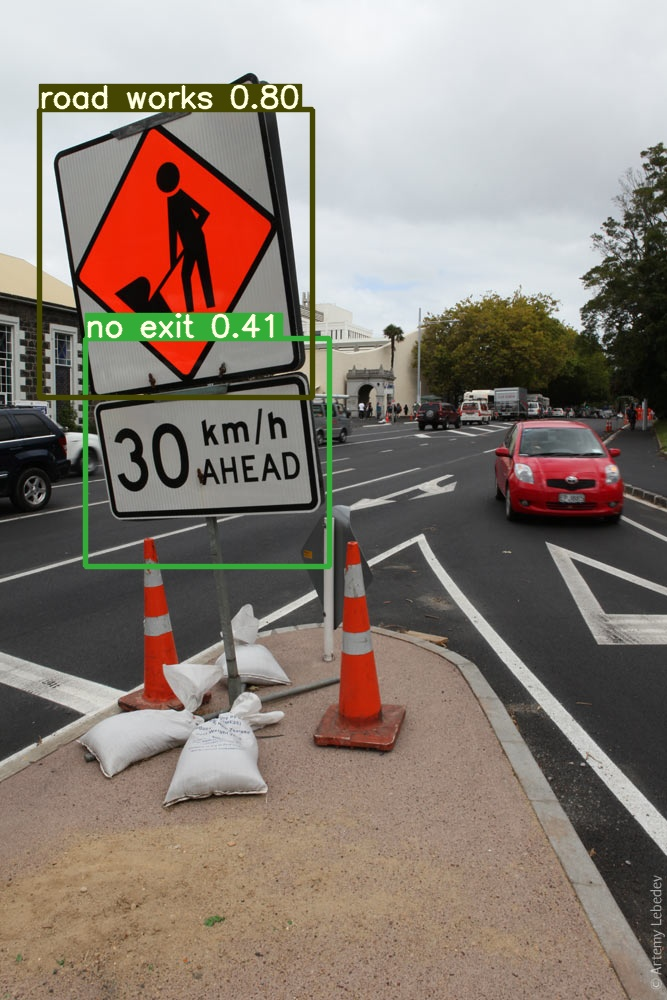 road works 0.80
no exit 0.41
30 km/h
AHEAD
© Artemy Lebedev